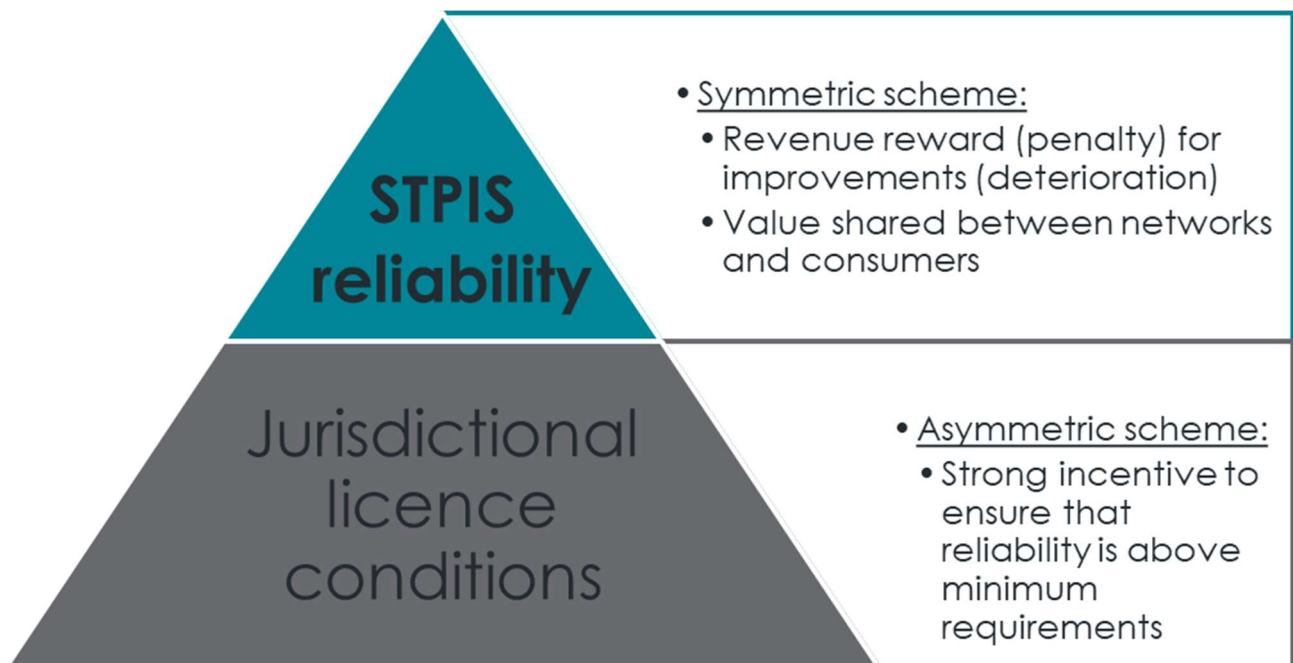 STPIS
reliability
• Symmetric scheme:
• Revenue reward (penalty) for
improvements (deterioration)
• Value shared between networks
and consumers
Jurisdictional
licence
conditions
• Asymmetric scheme:
• Strong incentive to
ensure that
reliability is above
minimum
requirements